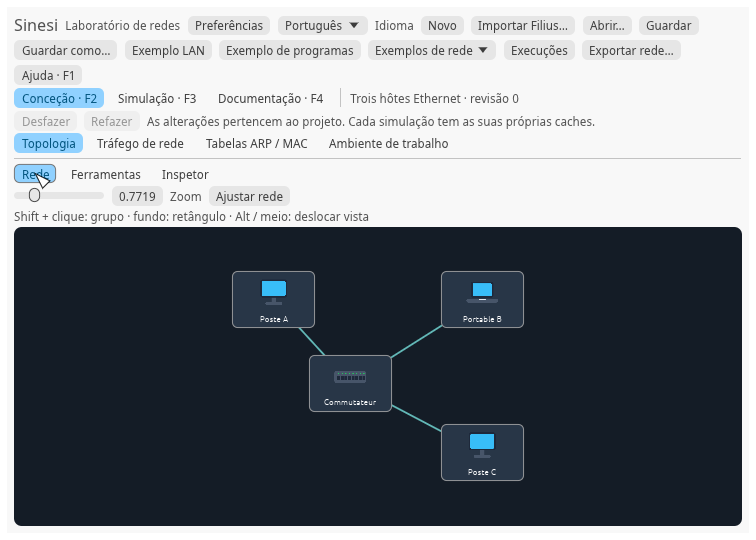 Sinesi Laboratório de redes Preferências Português Idioma Novo Importar Filius... Abrir... Guardar
Guardar como... Exemplo LAN Exemplo de programas Exemplos de rede Execuções Exportar rede...
Ajuda · F1
Conceção · F2 Simulação · F3 Documentação · F4 Trois hôtes Ethernet · revisão 0
Desfazer Refazer As alterações pertencem ao projeto. Cada simulação tem as suas próprias caches.
Topologia Tráfego de rede Tabelas ARP / MAC Ambiente de trabalho
Rede Ferramentas Inspetor
0.7719 Zoom Ajustar rede
Shift + clique: grupo · fundo: retângulo · Alt / meio: deslocar vista
Poste A Portable B
Commutateur
Poste C